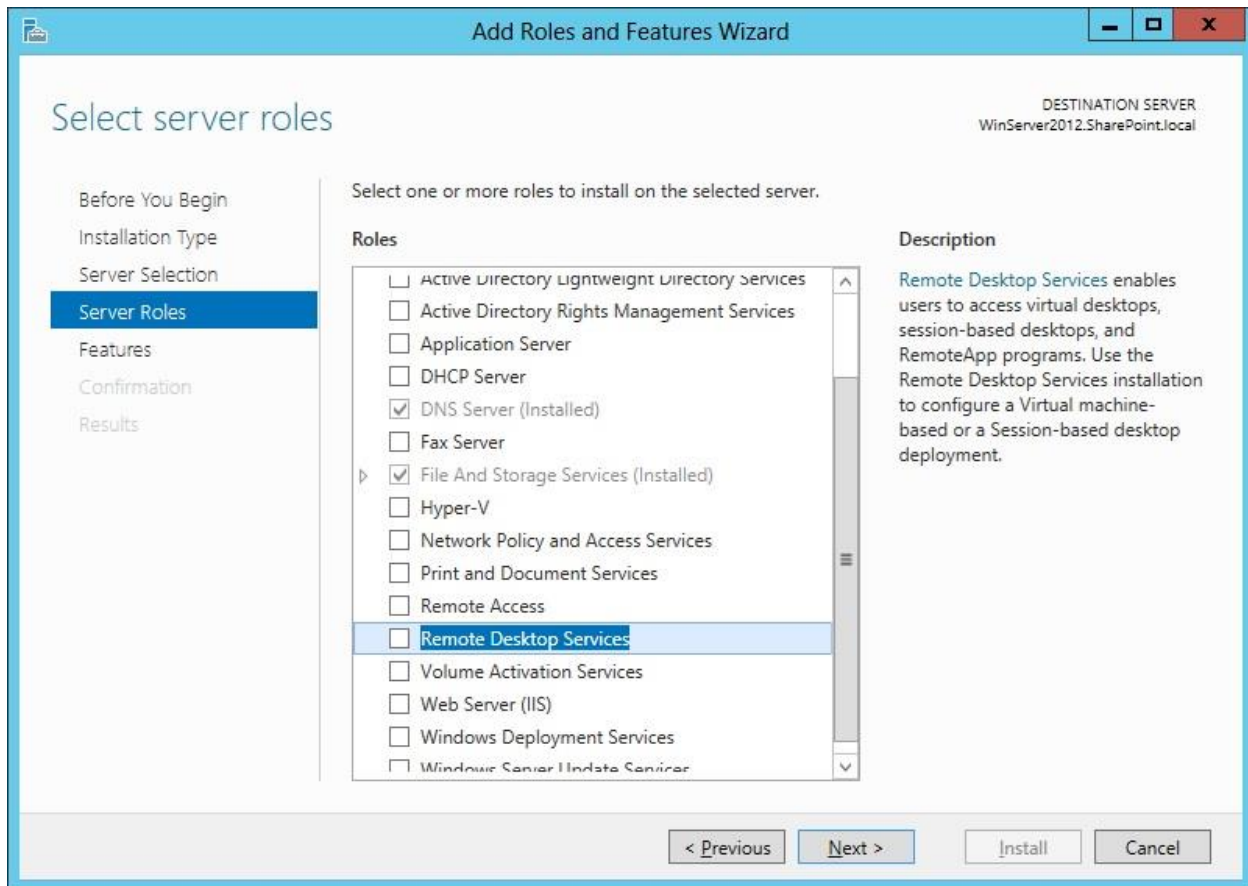 Add Roles and Features Wizard
Select server roles
DESTINATION SERVER
WinServer2012.SharePoint.local
Before You Begin
Installation Type
Server Selection
Server Roles
Features
Confirmation
Results
Select one or more roles to install on the selected server.
Roles
Active Directory Lightweight Directory Services
Active Directory Rights Management Services
Application Server
DHCP Server
DNS Server (Installed)
Fax Server
File And Storage Services (Installed)
Hyper-V
Network Policy and Access Services
Print and Document Services
Remote Access
Remote Desktop Services
Volume Activation Services
Web Server (IIS)
Windows Deployment Services
Windows Server Update Services
Description
Remote Desktop Services enables
users to access virtual desktops,
session-based desktops, and
RemoteApp programs. Use the
Remote Desktop Services installation
to configure a Virtual machine-
based or a Session-based desktop
deployment.
< Previous
Next >
Install
Cancel